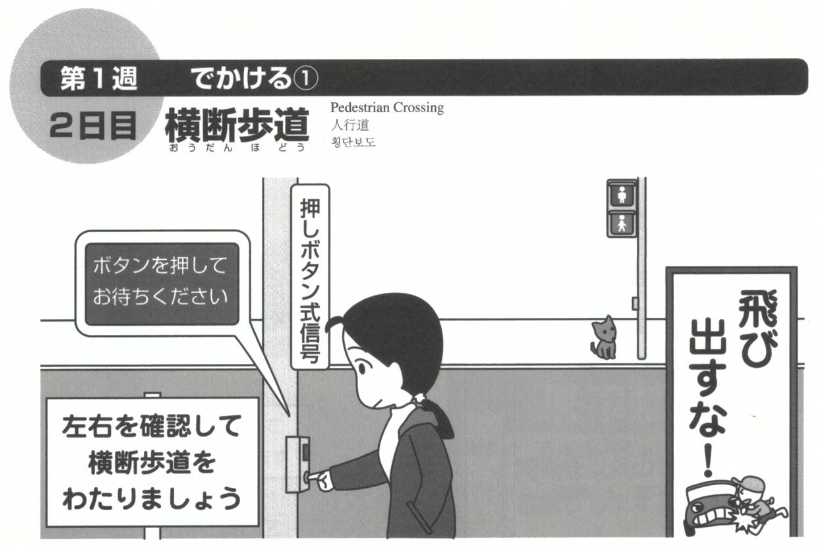 第1週 でかける①
2日目 横断歩道
おうだんほどう
Pedestrian Crossing
人行道
횡단보도
押しボタン式信号
ボタンを押して
お待ちください
左右を確認して
横断歩道を
わたりましょう
飛び
出すな!